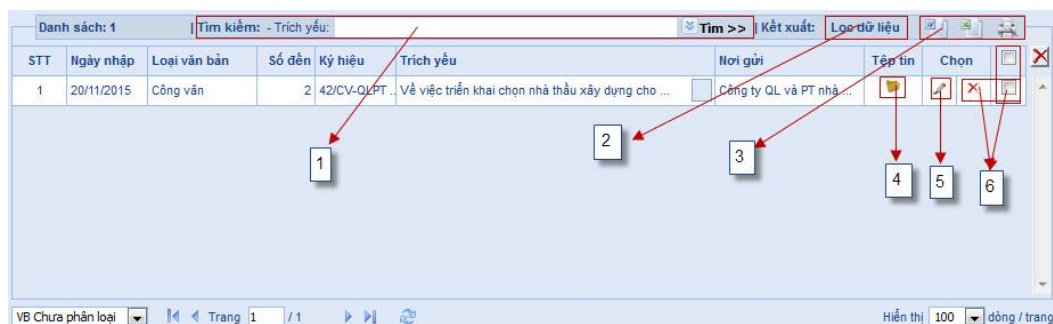 Danh sách: 1 | Tìm kiếm: - Trích yếu: Tìm >> | Kết xuất: Lọc dữ liệu
STT Ngày nhập Loại văn bản Số đến Ký hiệu Trích yếu Nơi gửi Tệp tin Chọn
1 20/11/2015 Công văn 2 42/CV-QLPT .. Về việc triển khai chọn nhà thầu xây dựng cho ... Công ty QL và PT nhà ...
1 2 3 4 5 6
VB Chưa phân loại Trang 1 / 1 Hiển thị 100 dòng / trang